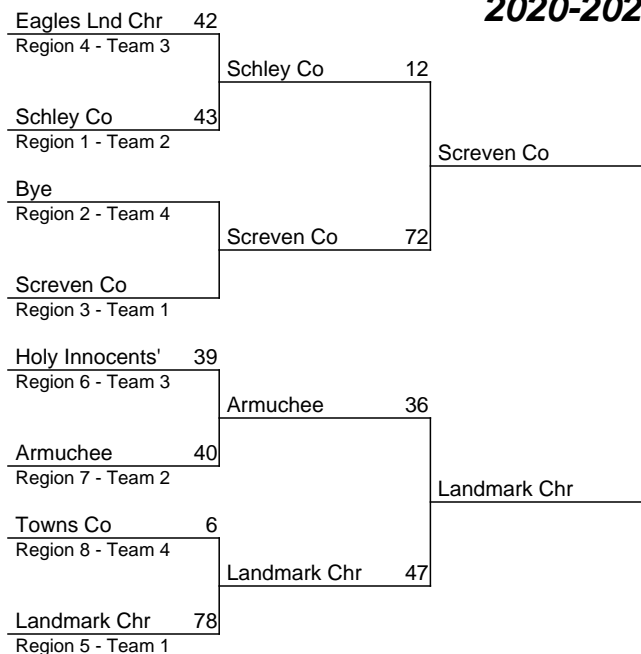 2020-202
Eagles Lnd Chr 42
Region 4 - Team 3
Schley Co 12
Schley Co 43
Region 1 - Team 2
Screven Co
Bye
Region 2 - Team 4
Screven Co 72
Screven Co
Region 3 - Team 1
Holy Innocents' 39
Region 6 - Team 3
Armuchee 36
Armuchee 40
Region 7 - Team 2
Landmark Chr
Towns Co 6
Region 8 - Team 4
Landmark Chr 47
Landmark Chr 78
Region 5 - Team 1